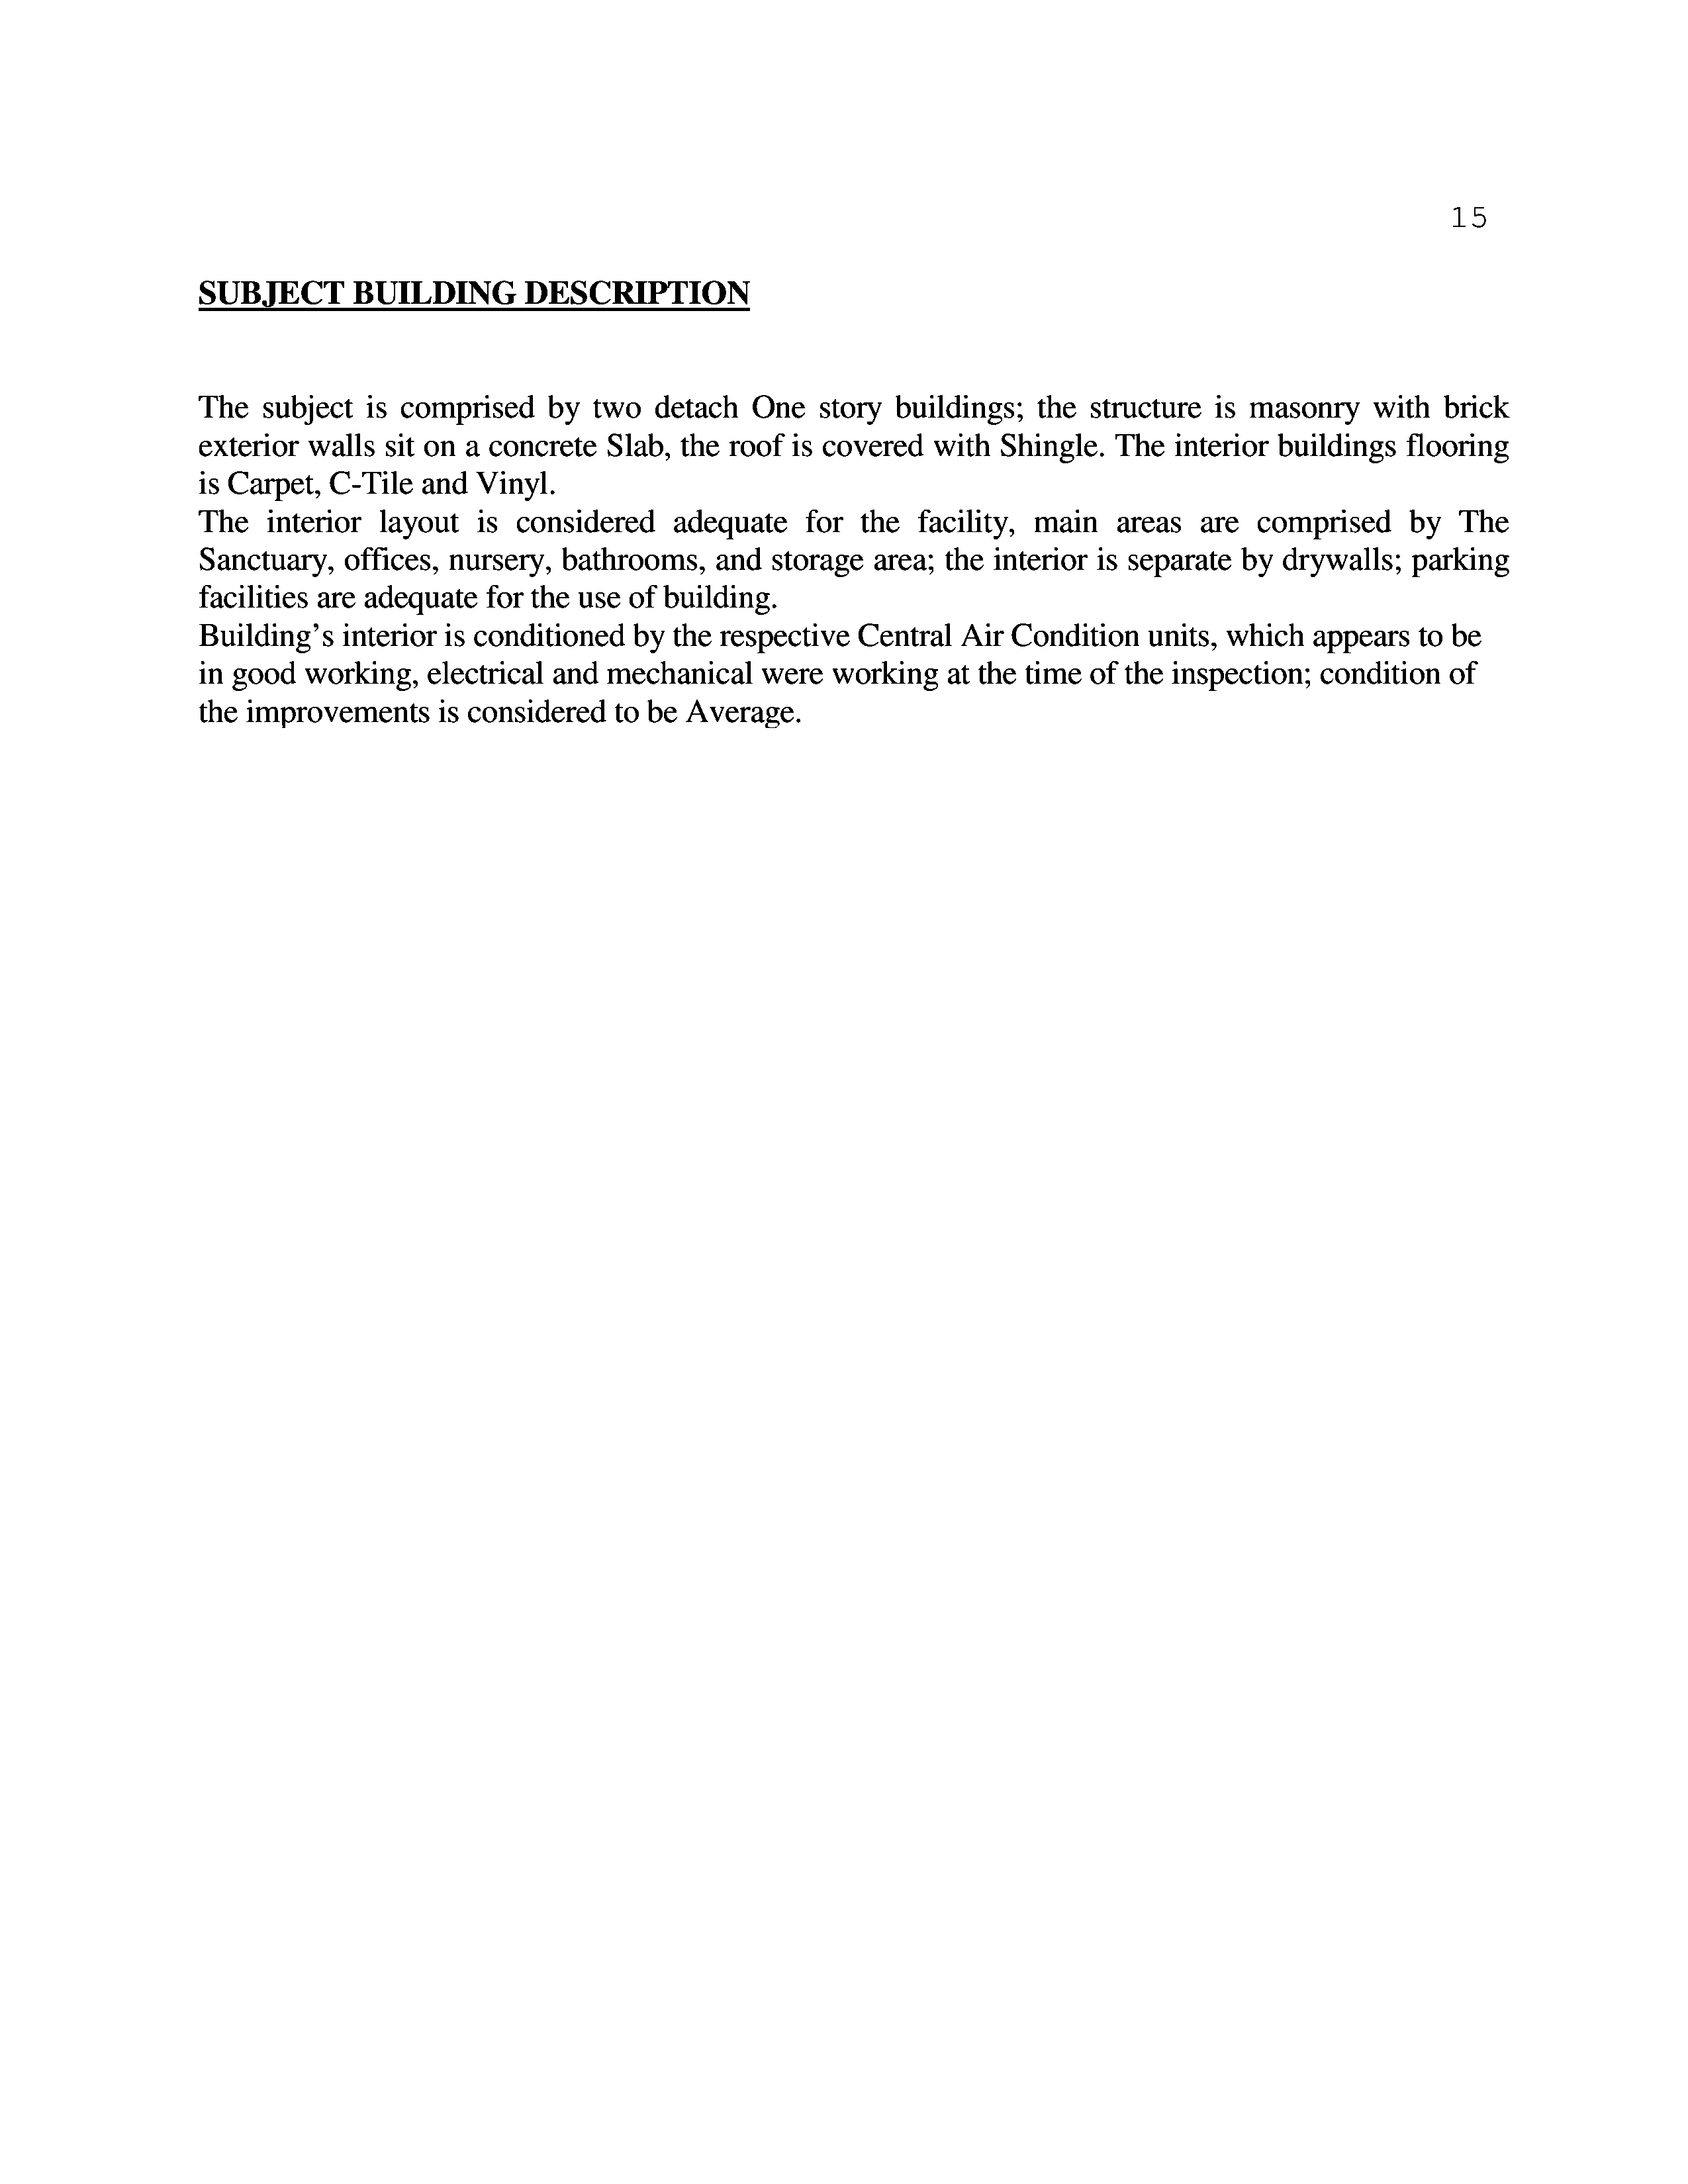 15
SUBJECT BUILDING DESCRIPTION
The subject is comprised by two detach One story buildings; the structure is masonry with brick
exterior walls sit on a concrete Slab, the roof is covered with Shingle. The interior buildings flooring
is Carpet, C-Tile and Vinyl.
The interior layout is considered adequate for the facility, main areas are comprised by The
Sanctuary, offices, nursery, bathrooms, and storage area; the interior is separate by drywalls; parking
facilities are adequate for the use of building.
Building’s interior is conditioned by the respective Central Air Condition units, which appears to be
in good working, electrical and mechanical were working at the time of the inspection; condition of
the improvements is considered to be Average.